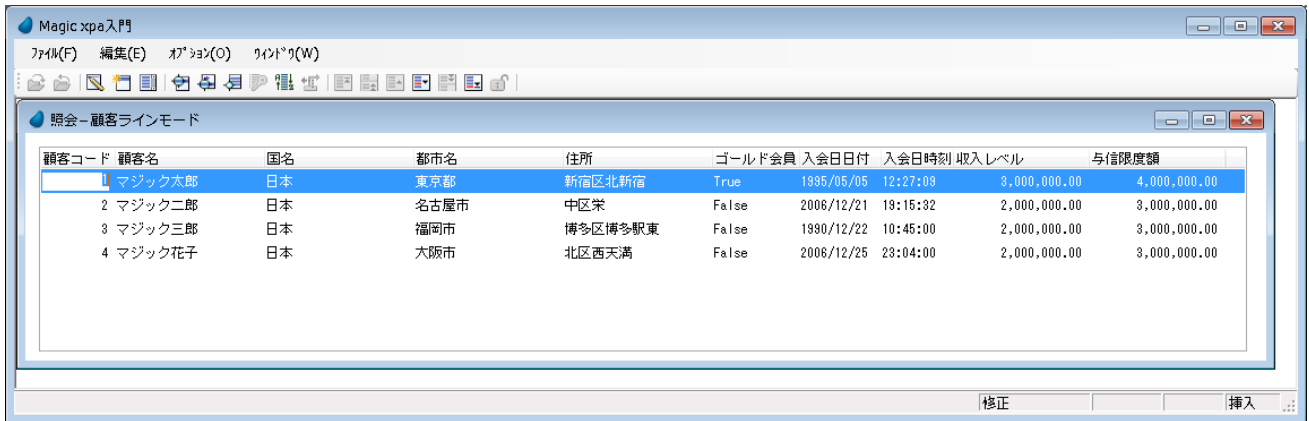 Magic xpa入門
ﾌｧｲﾙ(F) 編集(E) ｵﾌﾟｼｮﾝ(O) ｳｨﾝﾄﾞｳ(W)
照会−顧客ラインモード
顧客コード 顧客名 国名 都市名 住所 ゴールド会員 入会日日付 入会日時刻 収入レベル 与信限度額
1 マジック太郎 日本 東京都 新宿区北新宿 True 1995/05/05 12:27:09 3,000,000.00 4,000,000.00
2 マジック二郎 日本 名古屋市 中区栄 False 2006/12/21 19:15:32 2,000,000.00 3,000,000.00
3 マジック三郎 日本 福岡市 博多区博多駅東 False 1990/12/22 10:45:00 2,000,000.00 3,000,000.00
4 マジック花子 日本 大阪市 北区西天満 False 2006/12/25 23:04:00 2,000,000.00 3,000,000.00
修正 挿入